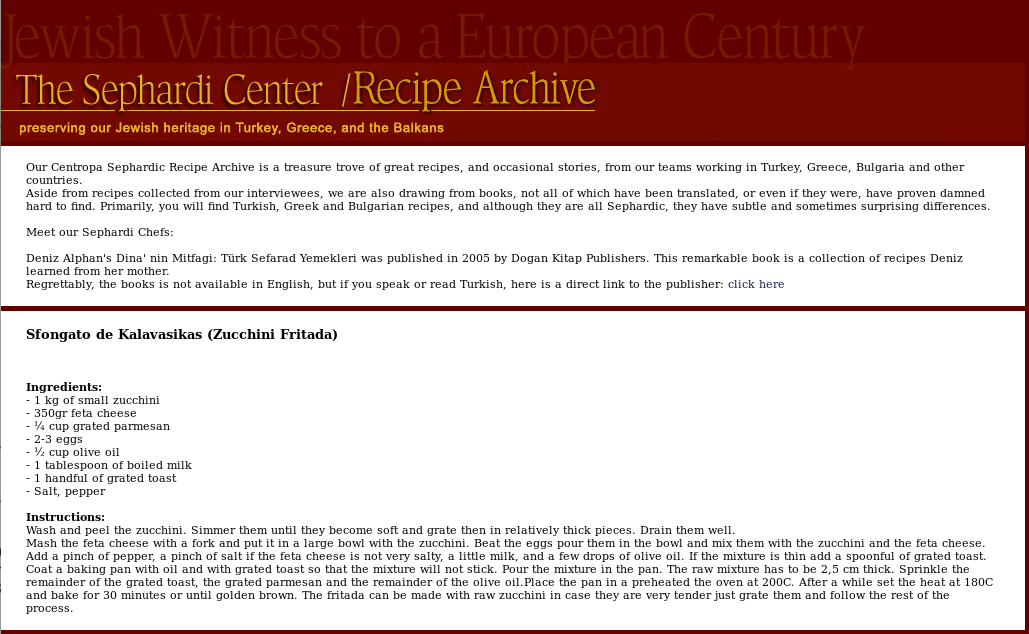 Jewish Witness to a European Century
The Sephardi Center /Recipe Archive
preserving our Jewish heritage in Turkey, Greece, and the Balkans
Our Centropa Sephardic Recipe Archive is a treasure trove of great recipes, and occasional stories, from our teams working in Turkey, Greece, Bulgaria and other
countries.
Aside from recipes collected from our interviewees, we are also drawing from books, not all of which have been translated, or even if they were, have proven damned
hard to find. Primarily, you will find Turkish, Greek and Bulgarian recipes, and although they are all Sephardic, they have subtle and sometimes surprising differences.
Meet our Sephardi Chefs:
Deniz Alphan's Dina' nin Mitfagi: Türk Sefarad Yemekleri was published in 2005 by Dogan Kitap Publishers. This remarkable book is a collection of recipes Deniz
learned from her mother.
Regrettably, the books is not available in English, but if you speak or read Turkish, here is a direct link to the publisher: click here
Sfongato de Kalavasikas (Zucchini Fritada)
Ingredients:
- 1 kg of small zucchini
- 350gr feta cheese
- ¼ cup grated parmesan
- 2-3 eggs
- ½ cup olive oil
- 1 tablespoon of boiled milk
- 1 handful of grated toast
- Salt, pepper
Instructions:
Wash and peel the zucchini. Simmer them until they become soft and grate then in relatively thick pieces. Drain them well.
Mash the feta cheese with a fork and put it in a large bowl with the zucchini. Beat the eggs pour them in the bowl and mix them with the zucchini and the feta cheese.
Add a pinch of pepper, a pinch of salt if the feta cheese is not very salty, a little milk, and a few drops of olive oil. If the mixture is thin add a spoonful of grated toast.
Coat a baking pan with oil and with grated toast so that the mixture will not stick. Pour the mixture in the pan. The raw mixture has to be 2,5 cm thick. Sprinkle the
remainder of the grated toast, the grated parmesan and the remainder of the olive oil.Place the pan in a preheated the oven at 200C. After a while set the heat at 180C
and bake for 30 minutes or until golden brown. The fritada can be made with raw zucchini in case they are very tender just grate them and follow the rest of the
process.